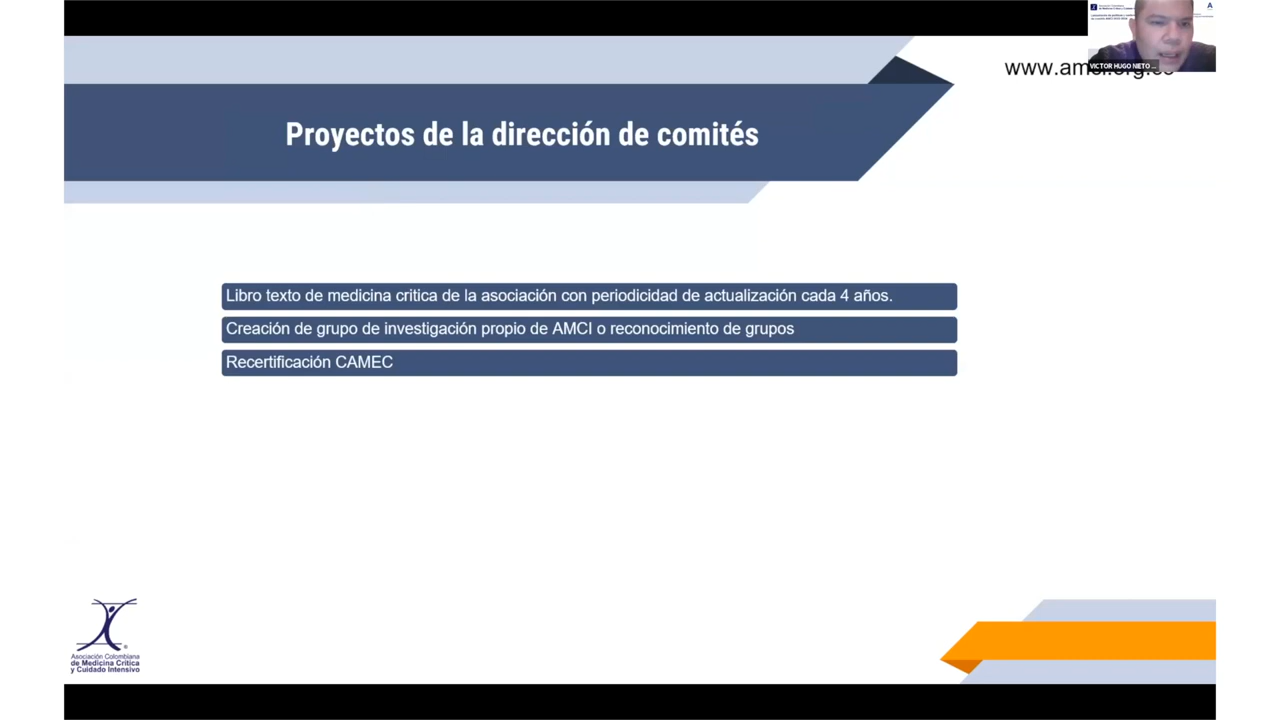 www.am
VICTOR HUGO NIETO ...
Proyectos de la dirección de comités
Libro texto de medicina critica de la asociación con periodicidad de actualización cada 4 años.
Creación de grupo de investigación propio de AMCI o reconocimiento de grupos
Recertificación CAMEC
Asociación Colombiana
de Medicina Crítica
y Cuidado Intensivo